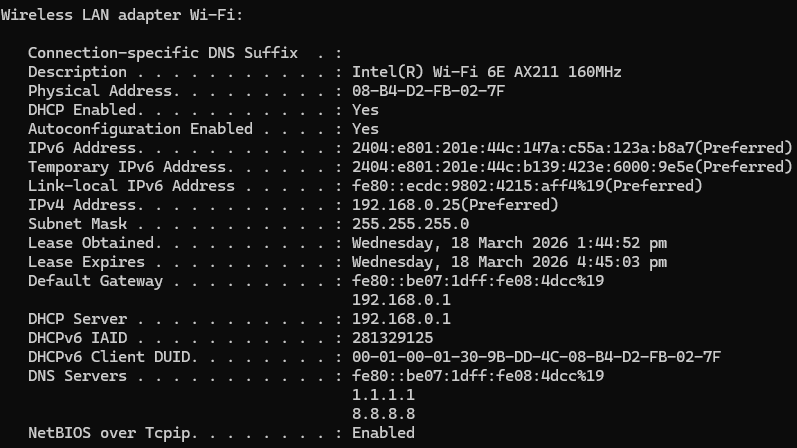 Wireless LAN adapter Wi-Fi:
Connection-specific DNS Suffix  . :
Description . . . . . . . . . . . : Intel(R) Wi-Fi 6E AX211 160MHz
Physical Address. . . . . . . . . : 08-B4-D2-FB-02-7F
DHCP Enabled. . . . . . . . . . . : Yes
Autoconfiguration Enabled . . . . : Yes
IPv6 Address. . . . . . . . . . . : 2404:e801:201e:44c:147a:c55a:123a:b8a7(Preferred)
Temporary IPv6 Address. . . . . . : 2404:e801:201e:44c:b139:423e:6000:9e5e(Preferred)
Link-local IPv6 Address . . . . . : fe80::ecdc:9802:4215:aff4%19(Preferred)
IPv4 Address. . . . . . . . . . . : 192.168.0.25(Preferred)
Subnet Mask . . . . . . . . . . . : 255.255.255.0
Lease Obtained. . . . . . . . . . : Wednesday, 18 March 2026 1:44:52 pm
Lease Expires . . . . . . . . . . : Wednesday, 18 March 2026 4:45:03 pm
Default Gateway . . . . . . . . . : fe80::be07:1dff:fe08:4dcc%19
192.168.0.1
DHCP Server . . . . . . . . . . . : 192.168.0.1
DHCPv6 IAID . . . . . . . . . . . : 281329125
DHCPv6 Client DUID. . . . . . . . : 00-01-00-01-30-9B-DD-4C-08-B4-D2-FB-02-7F
DNS Servers . . . . . . . . . . . : fe80::be07:1dff:fe08:4dcc%19
1.1.1.1
8.8.8.8
NetBIOS over Tcpip. . . . . . . . : Enabled